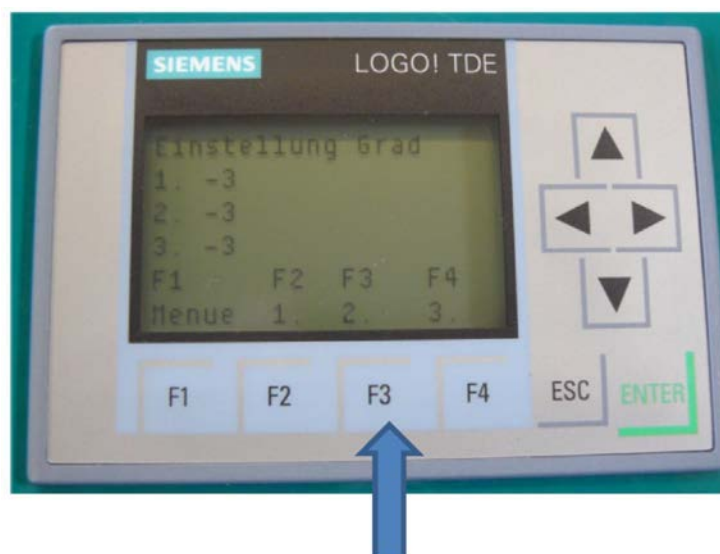 SIEMENS LOGO! TDE
Einstellung Grad
1. -3
2. -3
3. -3
F1 F2 F3 F4
Menue 1. 2. 3.
F1 F2 F3 F4 ESC ENTER